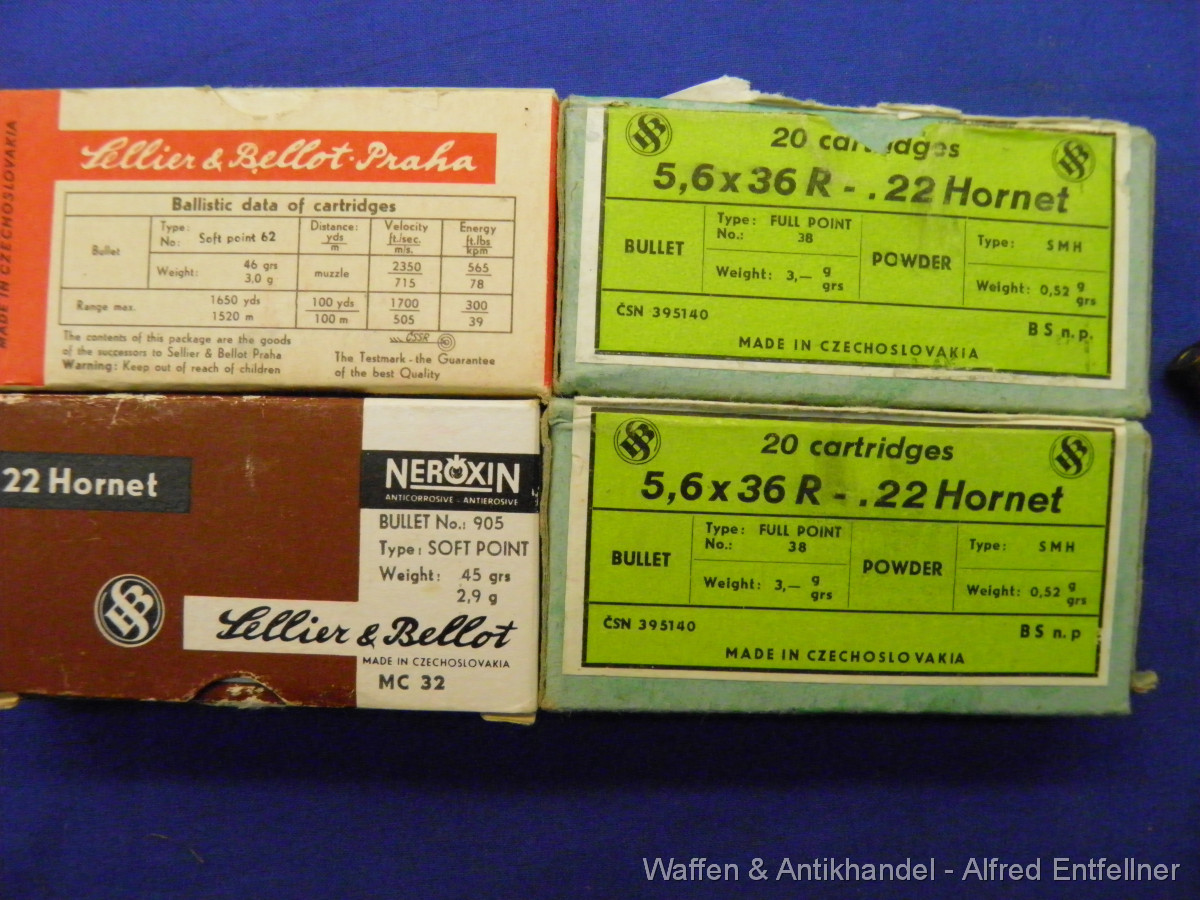 MADE IN CZECHOSLOVAKIA
Lellier & Bellot·Praha
Ballistic data of cartridges
Bullet
Type: Soft point 62
No:
Weight: 46 grs
3,0 g
Distance: yds m
Velocity ft./sec. m/s.
Energy ft.lbs kpm
muzzle 2350 715 565 78
Range max. 1650 yds 1520 m
100 yds 100 m 1700 505 300 39
The contents of this package are the goods
of the successors to Sellier & Bellot Praha
Warning: Keep out of reach of children
ČSSR
The Testmark - the Guarantee
of the best Quality
20 cartridges
5,6 x 36 R - .22 Hornet
BULLET
Type: FULL POINT
No.: 38
Weight: 3,— g grs
POWDER
Type: SMH
Weight: 0,52 g grs
ČSN 395140
BS n.p.
MADE IN CZECHOSLOVAKIA
22 Hornet
NEROXIN
ANTICORROSIVE - ANTIEROSIVE
BULLET No.: 905
Type: SOFT POINT
Weight: 45 grs
2,9 g
Lellier & Bellot
MADE IN CZECHOSLOVAKIA
MC 32
20 cartridges
5,6 x 36 R - .22 Hornet
BULLET
Type: FULL POINT
No.: 38
Weight: 3,— g grs
POWDER
Type: SMH
Weight: 0,52 g grs
ČSN 395140
BS n.p
MADE IN CZECHOSLOVAKIA
Waffen & Antikhandel - Alfred Entfellner